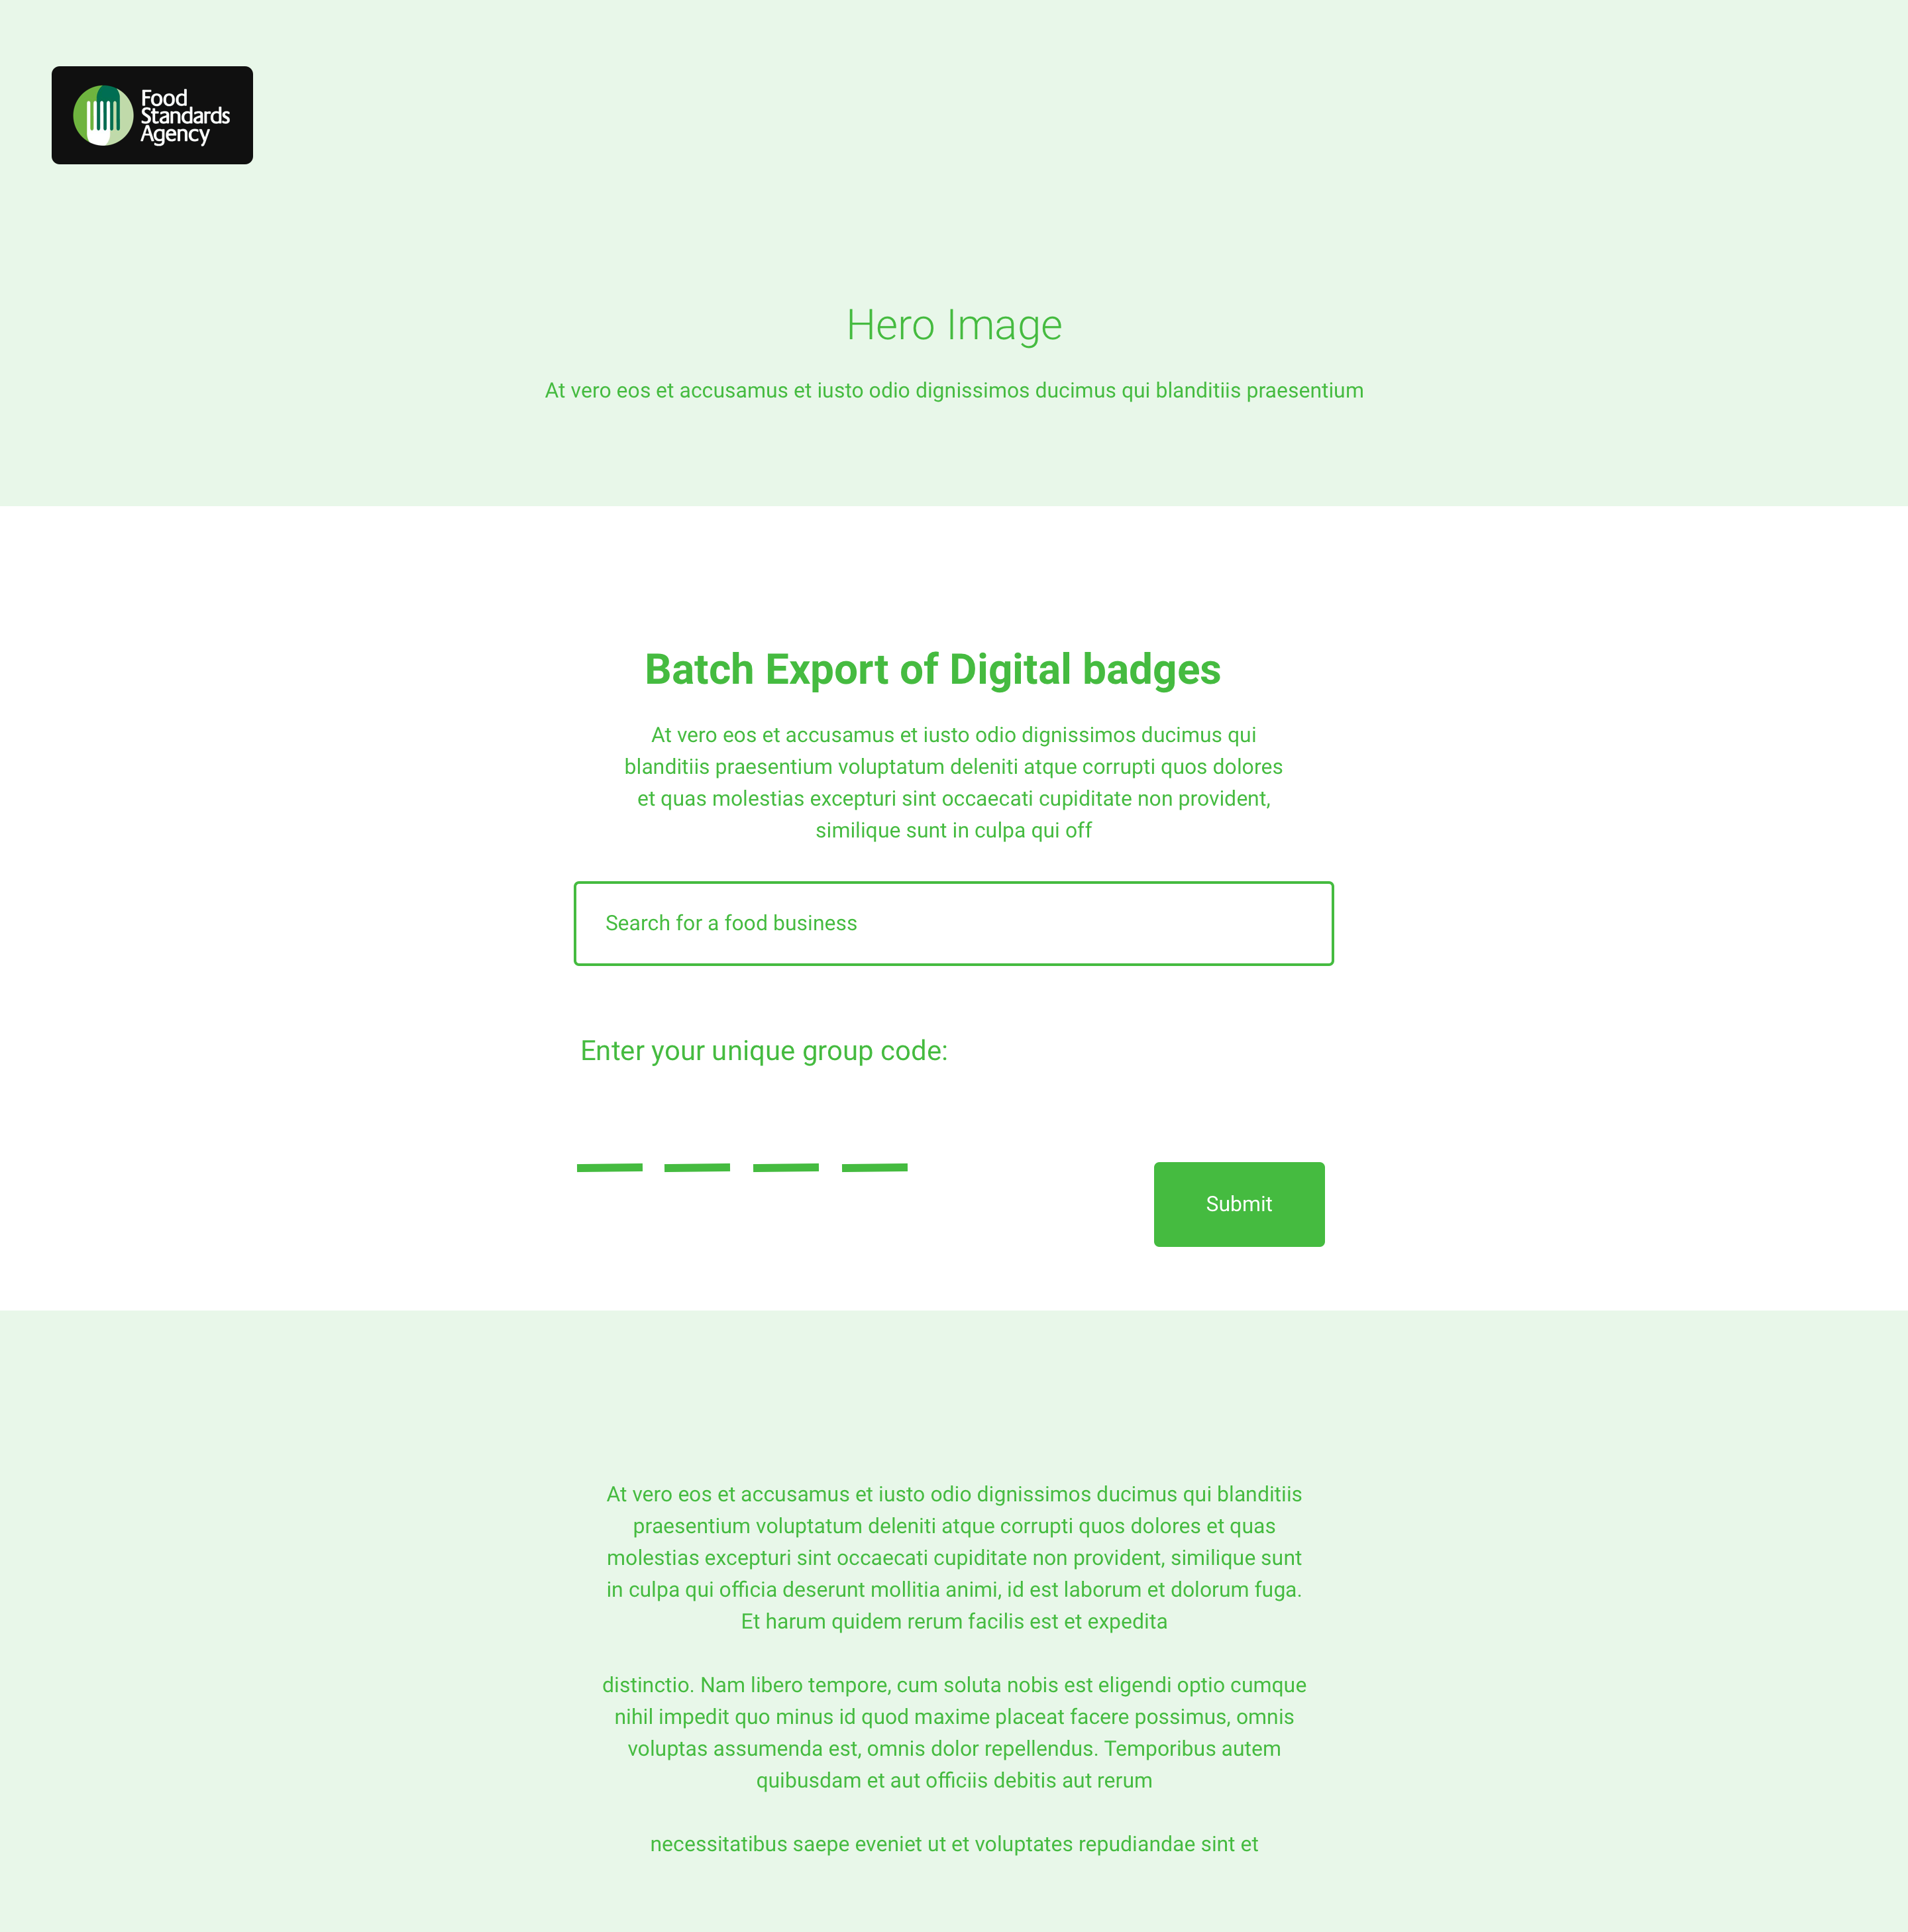 Food
Standards
Agency
Hero Image
At vero eos et accusamus et iusto odio dignissimos ducimus qui blanditiis praesentium
Batch Export of Digital badges
At vero eos et accusamus et iusto odio dignissimos ducimus qui
blanditiis praesentium voluptatum deleniti atque corrupti quos dolores
et quas molestias excepturi sint occaecati cupiditate non provident,
similique sunt in culpa qui off
Search for a food business
Enter your unique group code:
Submit
At vero eos et accusamus et iusto odio dignissimos ducimus qui blanditiis
praesentium voluptatum deleniti atque corrupti quos dolores et quas
molestias excepturi sint occaecati cupiditate non provident, similique sunt
in culpa qui officia deserunt mollitia animi, id est laborum et dolorum fuga.
Et harum quidem rerum facilis est et expedita
distinctio. Nam libero tempore, cum soluta nobis est eligendi optio cumque
nihil impedit quo minus id quod maxime placeat facere possimus, omnis
voluptas assumenda est, omnis dolor repellendus. Temporibus autem
quibusdam et aut officiis debitis aut rerum
necessitatibus saepe eveniet ut et voluptates repudiandae sint et